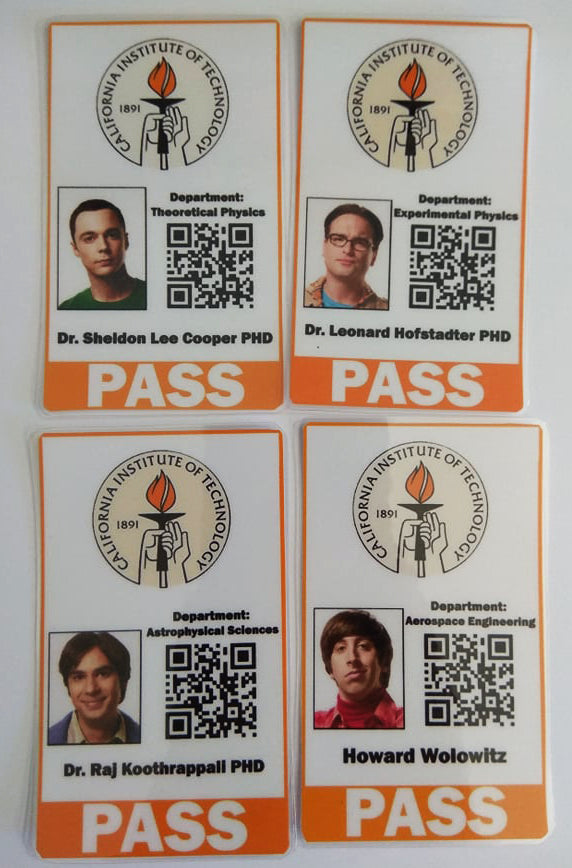 CALIFORNIA INSTITUTE OF TECHNOLOGY
1891
Department:
Theoretical Physics
Dr. Sheldon Lee Cooper PHD
PASS
CALIFORNIA INSTITUTE OF TECHNOLOGY
1891
Department:
Experimental Physics
Dr. Leonard Hofstadter PHD
PASS
CALIFORNIA INSTITUTE OF TECHNOLOGY
1891
Department:
Astrophysical Sciences
Dr. Raj Koothrappali PHD
PASS
CALIFORNIA INSTITUTE OF TECHNOLOGY
1891
Department:
Aerospace Engineering
Howard Wolowitz
PASS